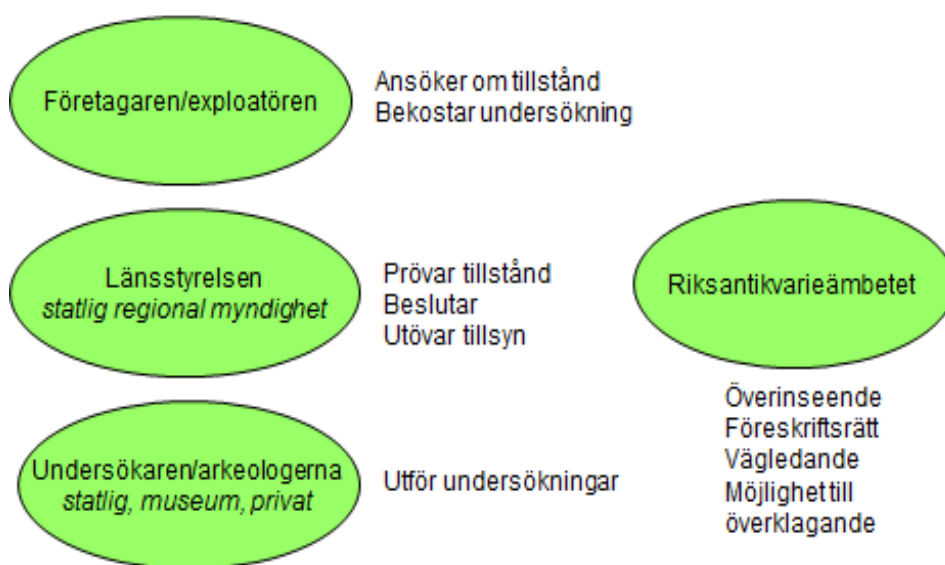 Företagaren/exploatören
Ansöker om tillstånd
Bekostar undersökning
Länsstyrelsen
statlig regional myndighet
Prövar tillstånd
Beslutar
Utövar tillsyn
Riksantikvarieämbetet
Överinseende
Föreskriftsrätt
Vägledande
Möjlighet till
överklagande
Undersökaren/arkeologerna
statlig, museum, privat
Utför undersökningar